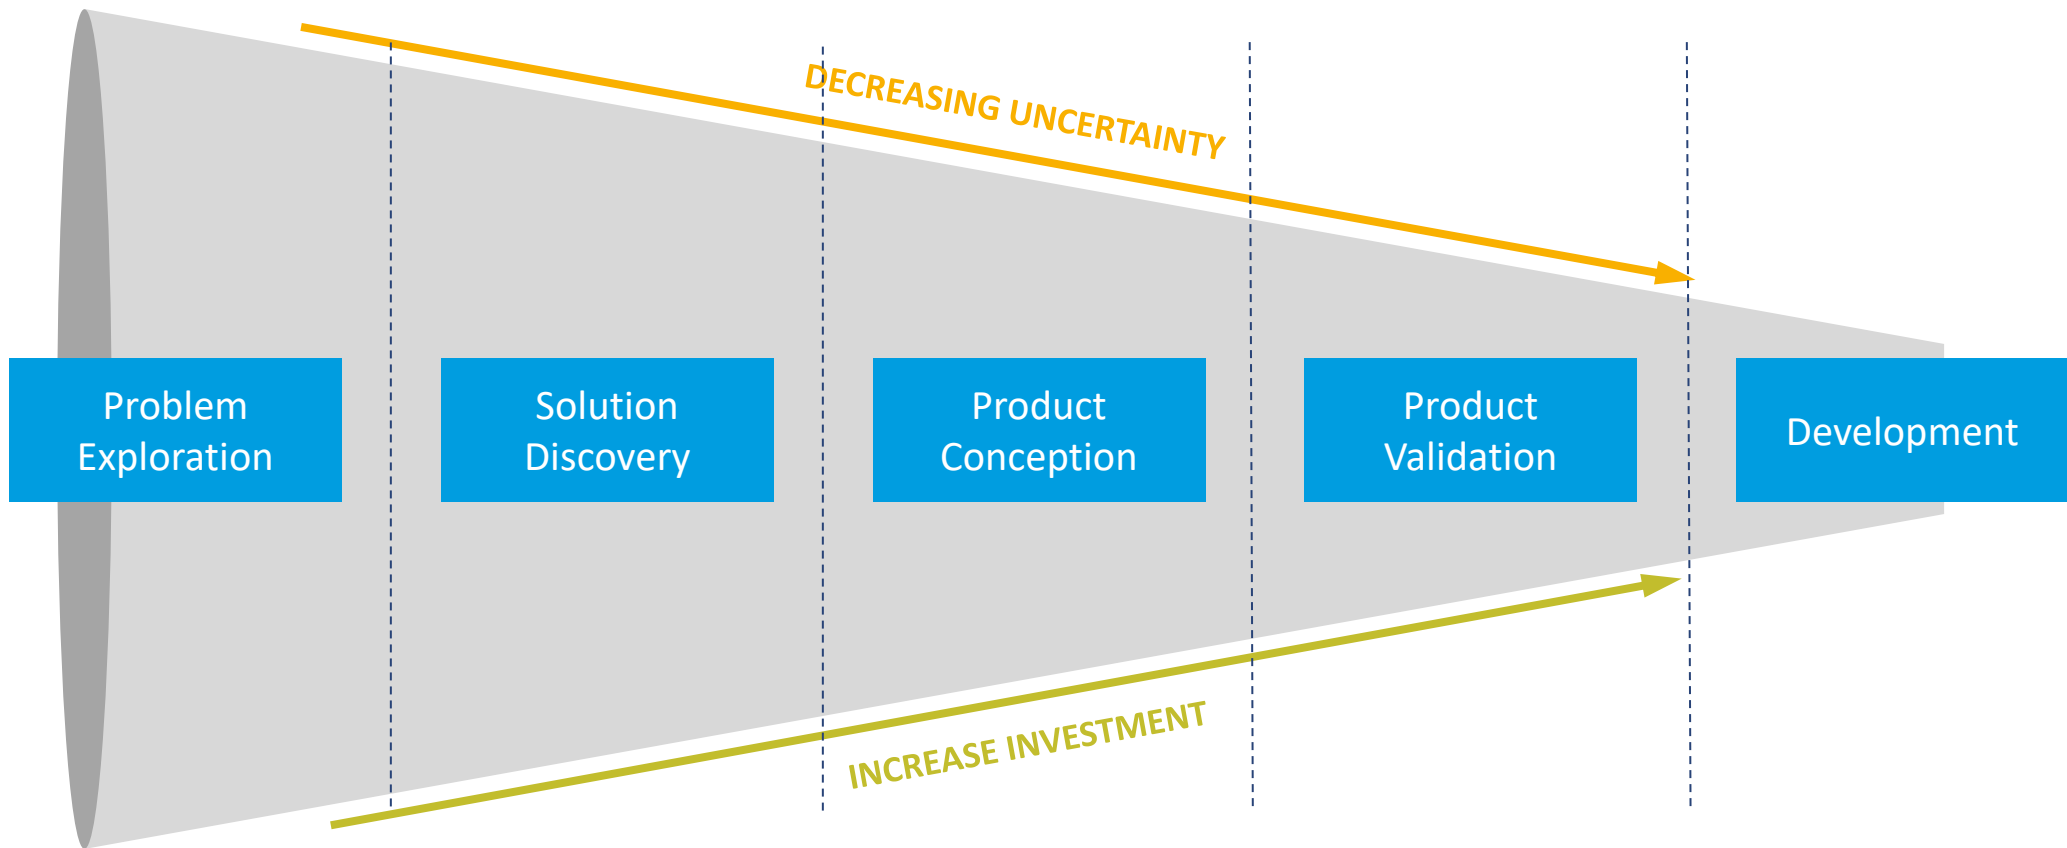 DECREASING UNCERTAINTY
Problem
Exploration
Solution
Discovery
Product
Conception
Product
Validation
Development
INCREASE INVESTMENT